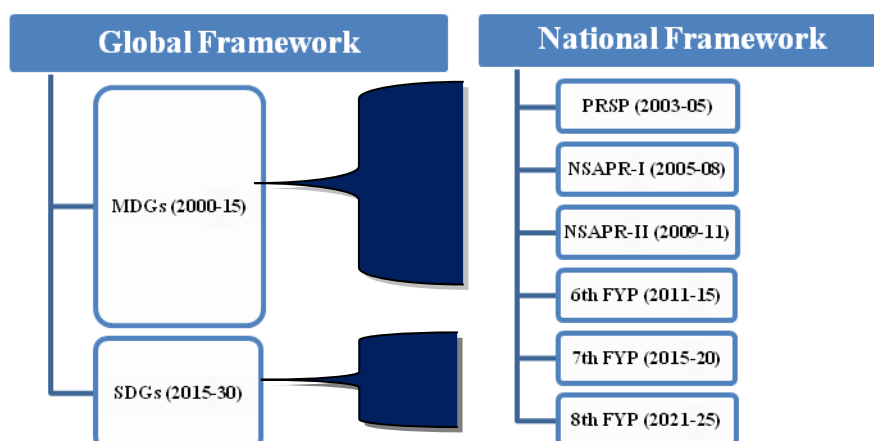 Global Framework
MDGs (2000-15)
SDGs (2015-30)
National Framework
PRSP (2003-05)
NSAPR-I (2005-08)
NSAPR-II (2009-11)
6th FYP (2011-15)
7th FYP (2015-20)
8th FYP (2021-25)